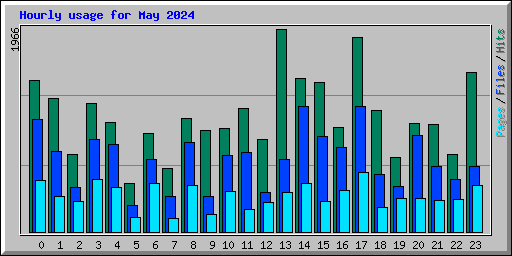 Hourly usage for May 2024
1966
Pages/Files/Hits
0 1 2 3 4 5 6 7 8 9 10 11 12 13 14 15 16 17 18 19 20 21 22 23